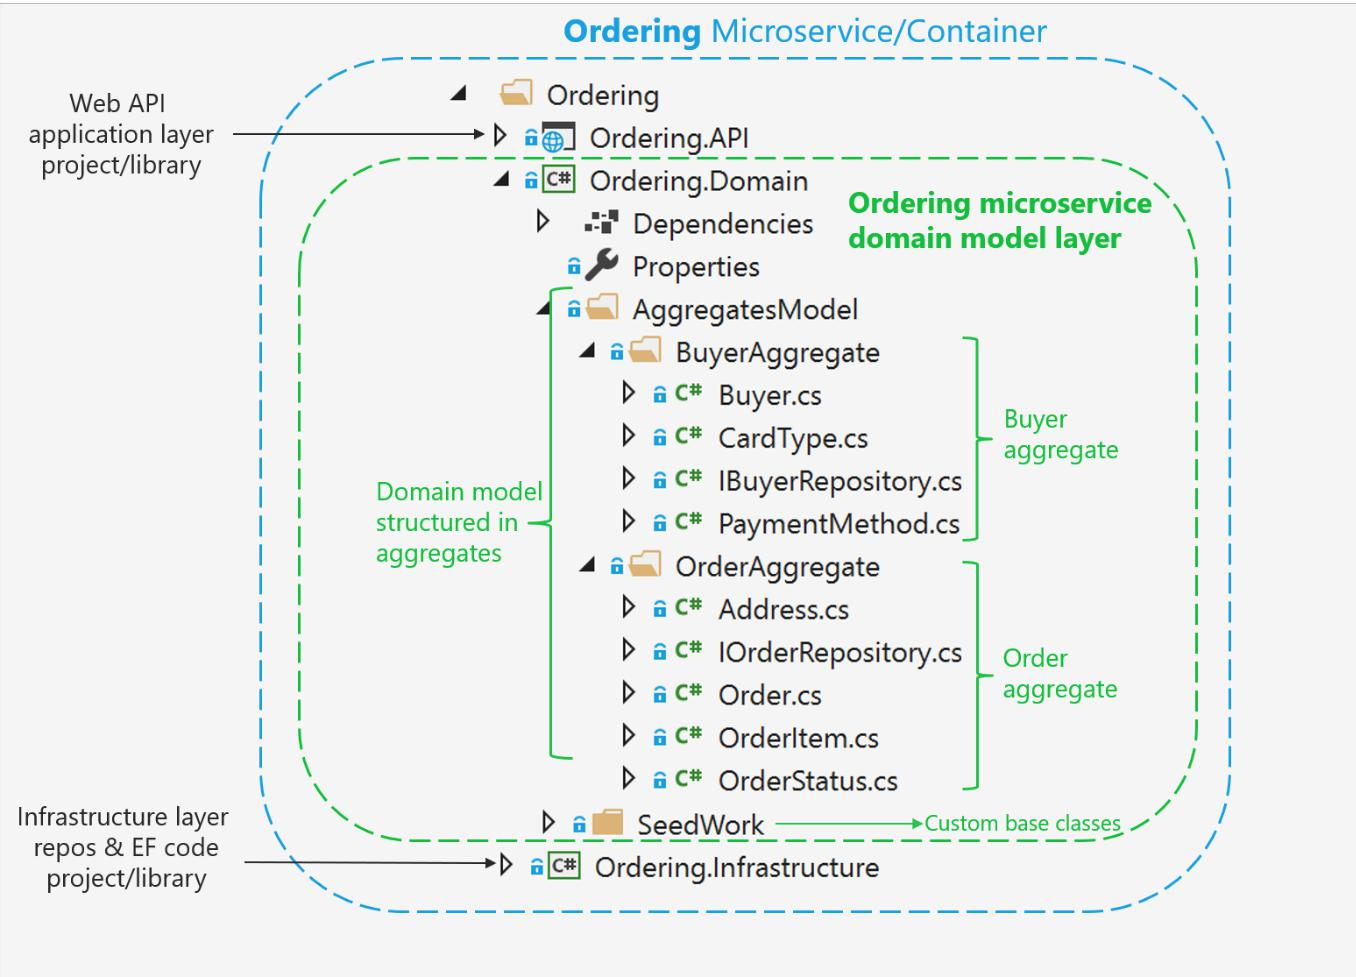 Ordering Microservice/Container
Ordering
Web API
application layer
project/library
Ordering.API
C# Ordering.Domain
Ordering microservice
domain model layer
Dependencies
Properties
AggregatesModel
BuyerAggregate
C# Buyer.cs
C# CardType.cs
C# IBuyerRepository.cs
C# PaymentMethod.cs
Buyer
aggregate
Domain model
structured in
aggregates
OrderAggregate
C# Address.cs
C# IOrderRepository.cs
C# Order.cs
C# OrderItem.cs
C# OrderStatus.cs
Order
aggregate
SeedWork
Custom base classes
Infrastructure layer
repos & EF code
project/library
C# Ordering.Infrastructure